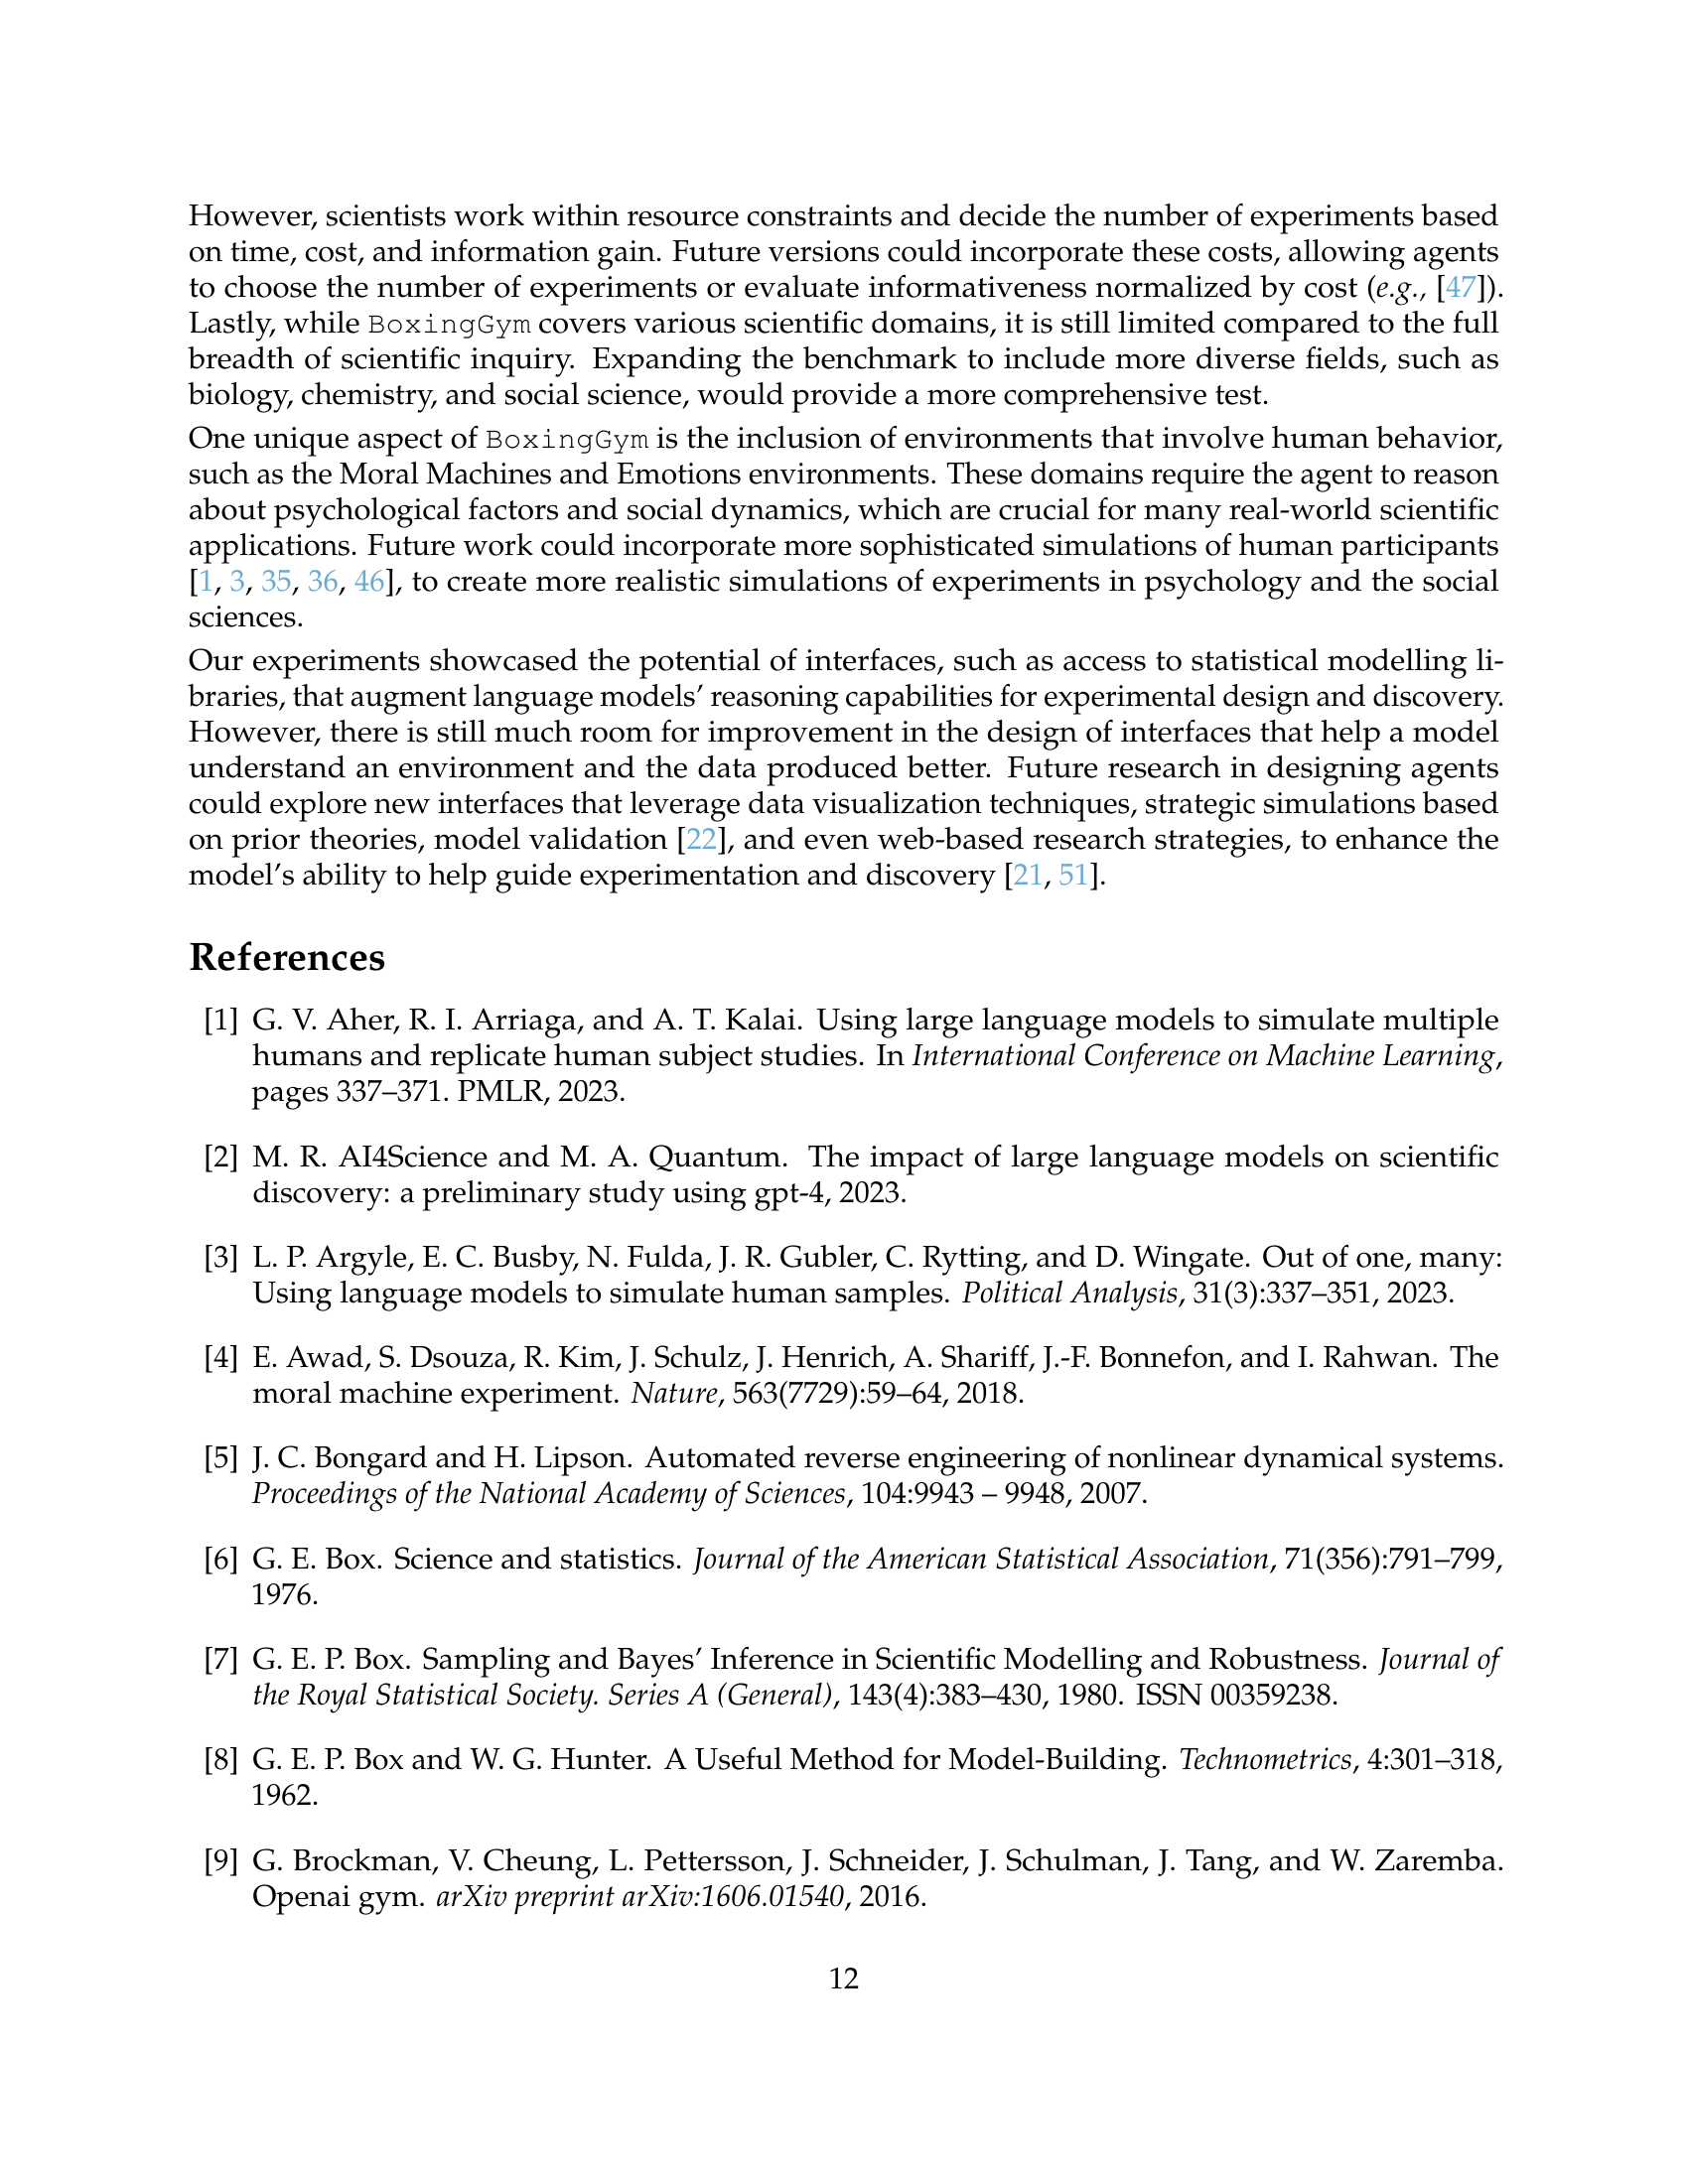 However, scientists work within resource constraints and decide the number of experiments based
on time, cost, and information gain. Future versions could incorporate these costs, allowing agents
to choose the number of experiments or evaluate informativeness normalized by cost (e.g., [47]).
Lastly, while BoxingGym covers various scientific domains, it is still limited compared to the full
breadth of scientific inquiry. Expanding the benchmark to include more diverse fields, such as
biology, chemistry, and social science, would provide a more comprehensive test.
One unique aspect of BoxingGym is the inclusion of environments that involve human behavior,
such as the Moral Machines and Emotions environments. These domains require the agent to reason
about psychological factors and social dynamics, which are crucial for many real-world scientific
applications. Future work could incorporate more sophisticated simulations of human participants
[1, 3, 35, 36, 46], to create more realistic simulations of experiments in psychology and the social
sciences.
Our experiments showcased the potential of interfaces, such as access to statistical modelling li-
braries, that augment language models' reasoning capabilities for experimental design and discovery.
However, there is still much room for improvement in the design of interfaces that help a model
understand an environment and the data produced better. Future research in designing agents
could explore new interfaces that leverage data visualization techniques, strategic simulations based
on prior theories, model validation [22], and even web-based research strategies, to enhance the
model's ability to help guide experimentation and discovery [21, 51].
References
[1] G. V. Aher, R. I. Arriaga, and A. T. Kalai. Using large language models to simulate multiple
humans and replicate human subject studies. In International Conference on Machine Learning,
pages 337–371. PMLR, 2023.
[2] M. R. AI4Science and M. A. Quantum. The impact of large language models on scientific
discovery: a preliminary study using gpt-4, 2023.
[3] L. P. Argyle, E. C. Busby, N. Fulda, J. R. Gubler, C. Rytting, and D. Wingate. Out of one, many:
Using language models to simulate human samples. Political Analysis, 31(3):337–351, 2023.
[4] E. Awad, S. Dsouza, R. Kim, J. Schulz, J. Henrich, A. Shariff, J.-F. Bonnefon, and I. Rahwan. The
moral machine experiment. Nature, 563(7729):59–64, 2018.
[5] J. C. Bongard and H. Lipson. Automated reverse engineering of nonlinear dynamical systems.
Proceedings of the National Academy of Sciences, 104:9943 – 9948, 2007.
[6] G. E. Box. Science and statistics. Journal of the American Statistical Association, 71(356):791–799,
1976.
[7] G. E. P. Box. Sampling and Bayes' Inference in Scientific Modelling and Robustness. Journal of
the Royal Statistical Society. Series A (General), 143(4):383–430, 1980. ISSN 00359238.
[8] G. E. P. Box and W. G. Hunter. A Useful Method for Model-Building. Technometrics, 4:301–318,
1962.
[9] G. Brockman, V. Cheung, L. Pettersson, J. Schneider, J. Schulman, J. Tang, and W. Zaremba.
Openai gym. arXiv preprint arXiv:1606.01540, 2016.
12